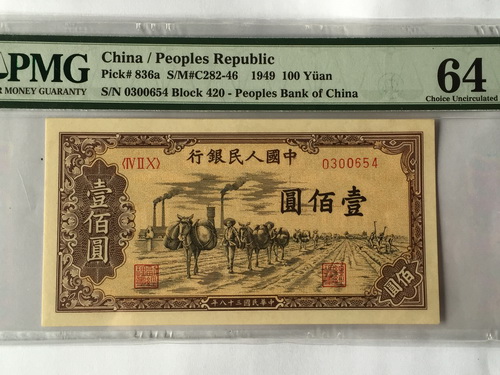 PMG
MONEY GUARANTY
China / Peoples Republic
Pick# 836a S/M#C282-46 1949 100 Yüan
S/N 0300654 Block 420 - Peoples Bank of China
64
Choice Uncirculated
行銀民人國中
〈IV II X〉
0300654
圓佰壹
壹佰圓
佰圓
年八十三國民華中